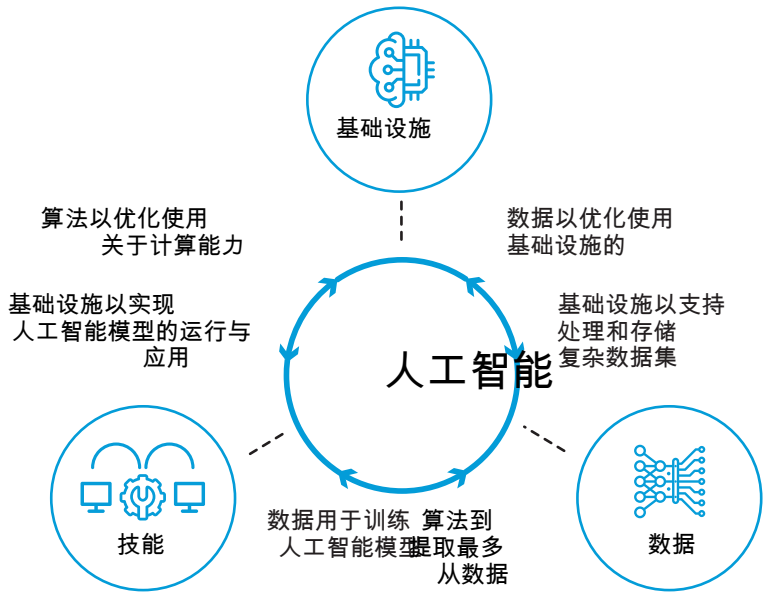 基础设施
算法以优化使用
关于计算能力
数据以优化使用
基础设施的
基础设施以实现
人工智能模型的运行与
应用
基础设施以支持
处理和存储
复杂数据集
人工智能
技能
数据用于训练
人工智能模型
算法到
提取最多
从数据
数据